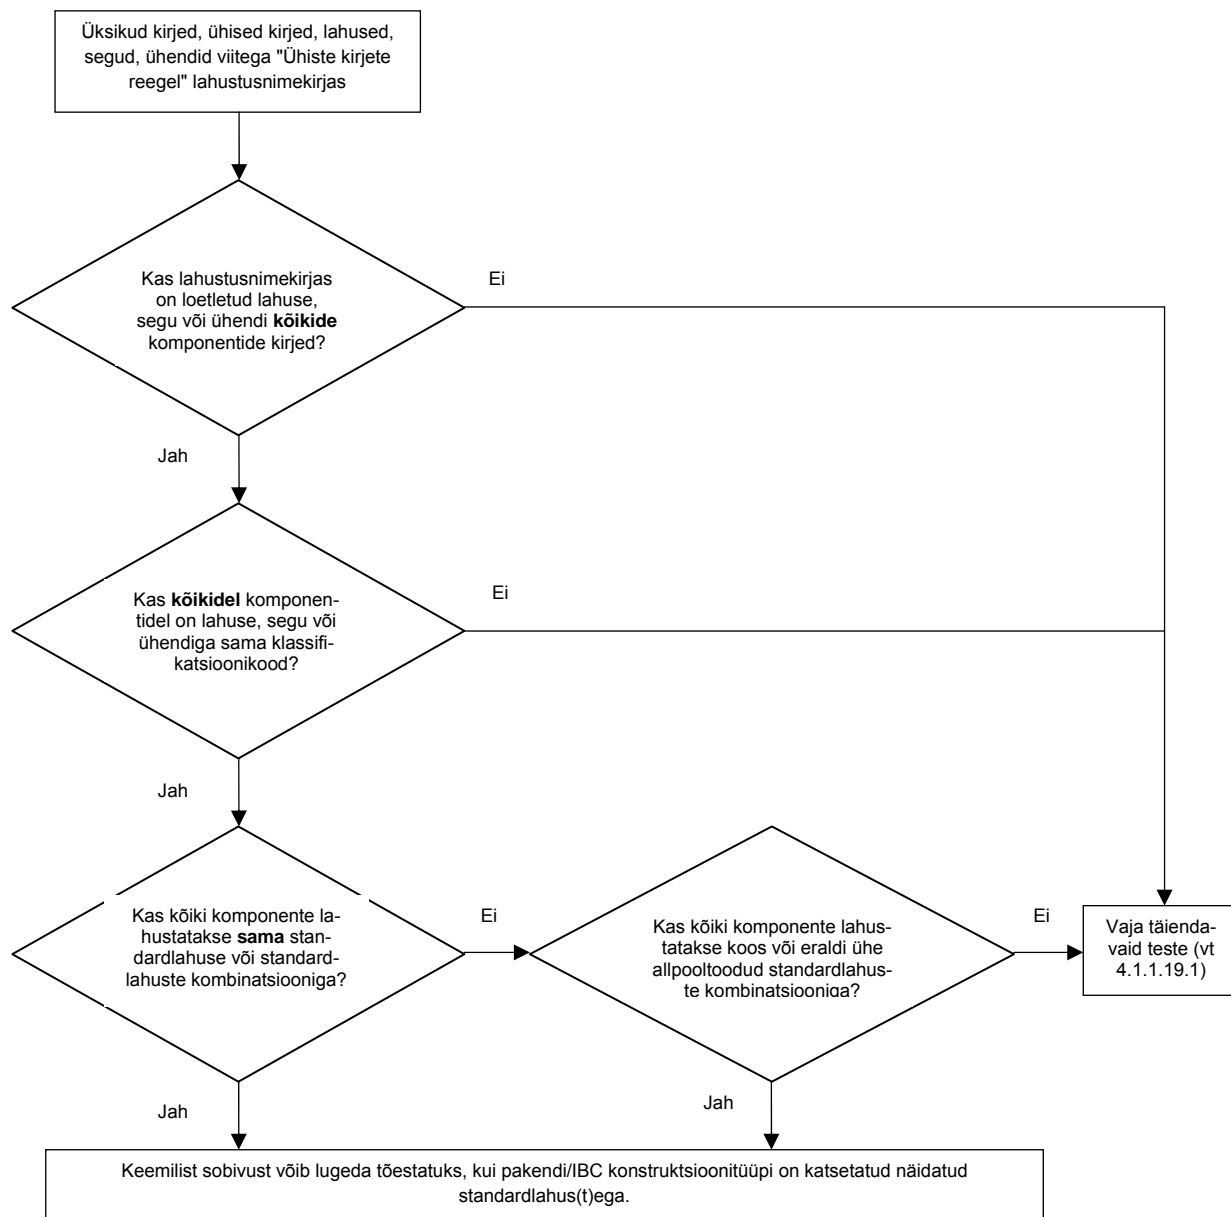 Üksikud kirjed, ühised kirjed, lahused,
segud, ühendid viitega "Ühiste kirjete
reegel" lahustusnimekirjas
Kas lahustusnimekirjas
on loetletud lahuse,
segu või ühendi kõikide
komponentide kirjed?
Ei
Jah
Kas kõikidel komponen-
tidel on lahuse, segu või
ühendiga sama klassifi-
katsioonikood?
Ei
Jah
Kas kõiki komponente la-
hustatakse sama stan-
dardlahuse või standard-
lahuste kombinatsiooniga?
Ei
Kas kõiki komponente lahus-
tatakse koos või eraldi ühe
allpooltoodud standardlahus-
te kombinatsiooniga?
Ei
Vaja täienda-
vaid teste (vt
4.1.1.19.1)
Jah
Jah
Keemilist sobivust võib lugeda tõestatuks, kui pakendi/IBC konstruktsioonitüüpi on katsetatud näidatud
standardlahus(t)ega.